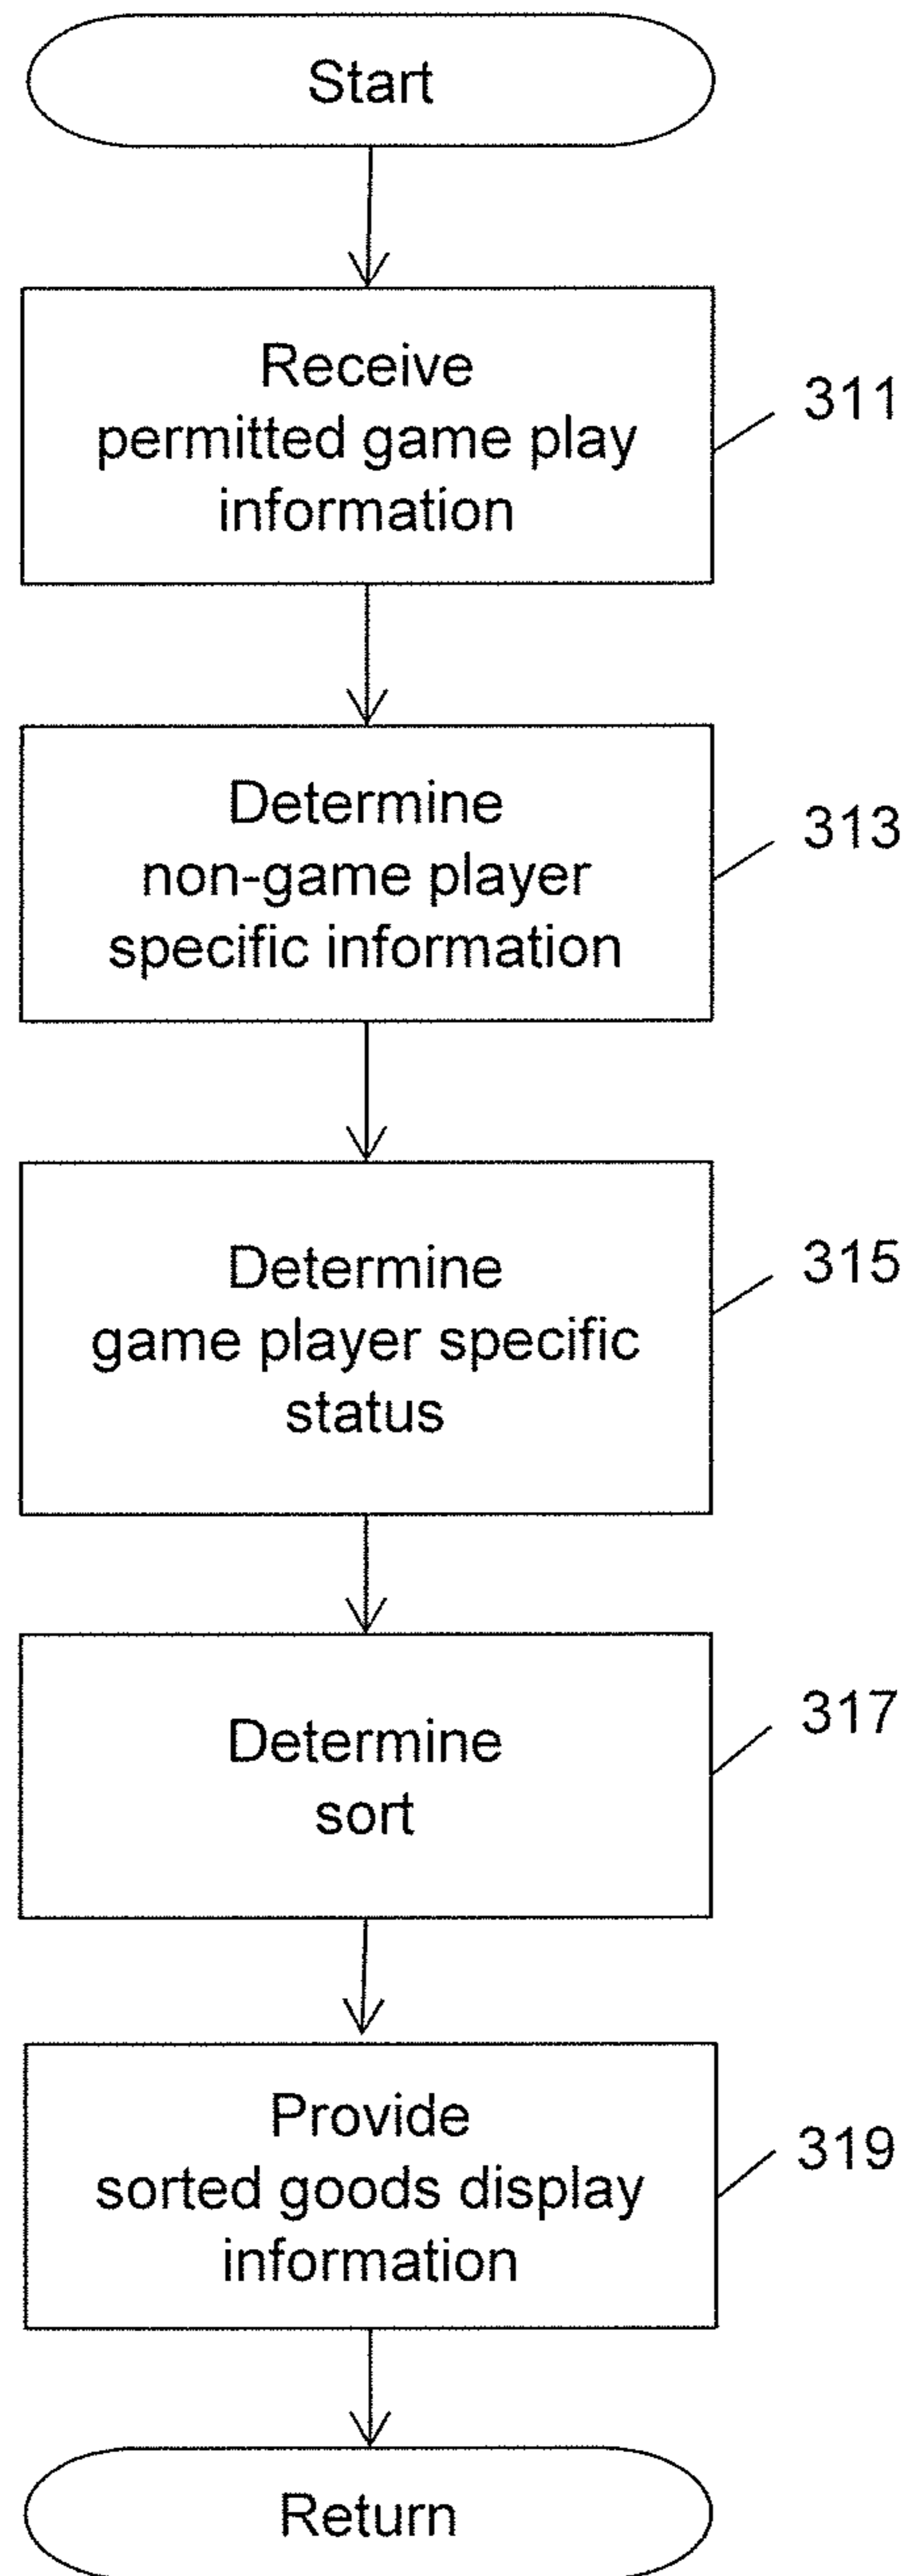 Start
Receive
permitted game play
information
311
Determine
non-game player
specific information
313
Determine
game player specific
status
315
Determine
sort
317
Provide
sorted goods display
information
319
Return